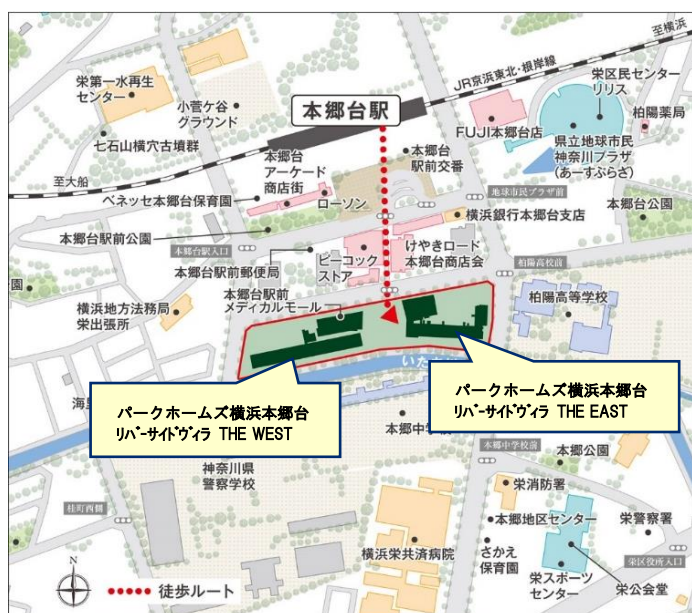 至横浜
JR京浜東北・根岸線
栄第一水再生
センター
小菅ケ谷
グラウンド
七石山横穴古墳群
至大船
本郷台駅
栄区民センター
リリス
FUJI本郷台店
柏陽薬局
県立地球市民
神奈川プラザ
(あーすぷらざ)
本郷台
駅前交番
本郷台
アーケード
商店街
ベネッセ本郷台保育園
ローソン
地球市民プラザ前
横浜銀行本郷台支店
本郷台公園
本郷台駅前公園
本郷台駅入口
本郷台駅前郵便局
ピーコック
ストア
けやきロード
本郷台商店会
柏陽高校前
園
横浜地方法務局
栄出張所
本郷台駅前
メディカルモール
柏陽高等学校
いた
パークホームズ横浜本郷台
リバーサイドヴィラ THE WEST
パークホームズ横浜本郷台
リバーサイドヴィラ THE EAST
海
本郷中学校
本郷中学校前
本郷公園
神奈川県
警察学校
桂町西側
栄消防署
本郷地区センター
栄警察署
横浜栄共済病院
さかえ
保育園
栄区役所入口
栄スポーツ
センター
栄公会堂
N
徒歩ルート